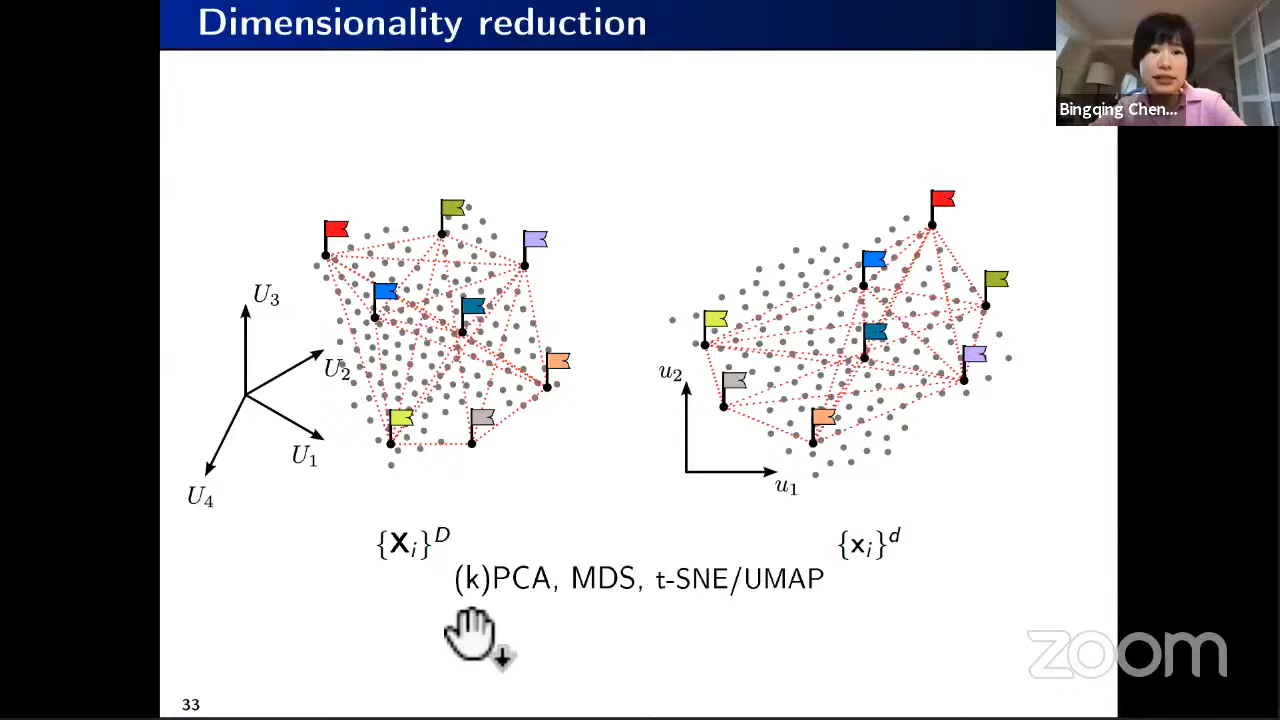 Dimensionality reduction
Bingqing Chen...
U₃
U₂
U₁
U₄
u₂
u₁
{Xᵢ}ᴰ
{xᵢ}ᵈ
(k)PCA, MDS, t-SNE/UMAP
zoom
33